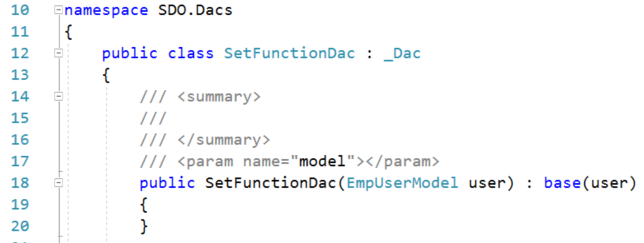 10 namespace SDO.Dacs
11 {
12 public class SetFunctionDac : _Dac
13 {
14 /// <summary>
15 ///
16 /// </summary>
17 /// <param name="model"></param>
18 public SetFunctionDac(EmpUserModel user) : base(user)
19 {
20 }